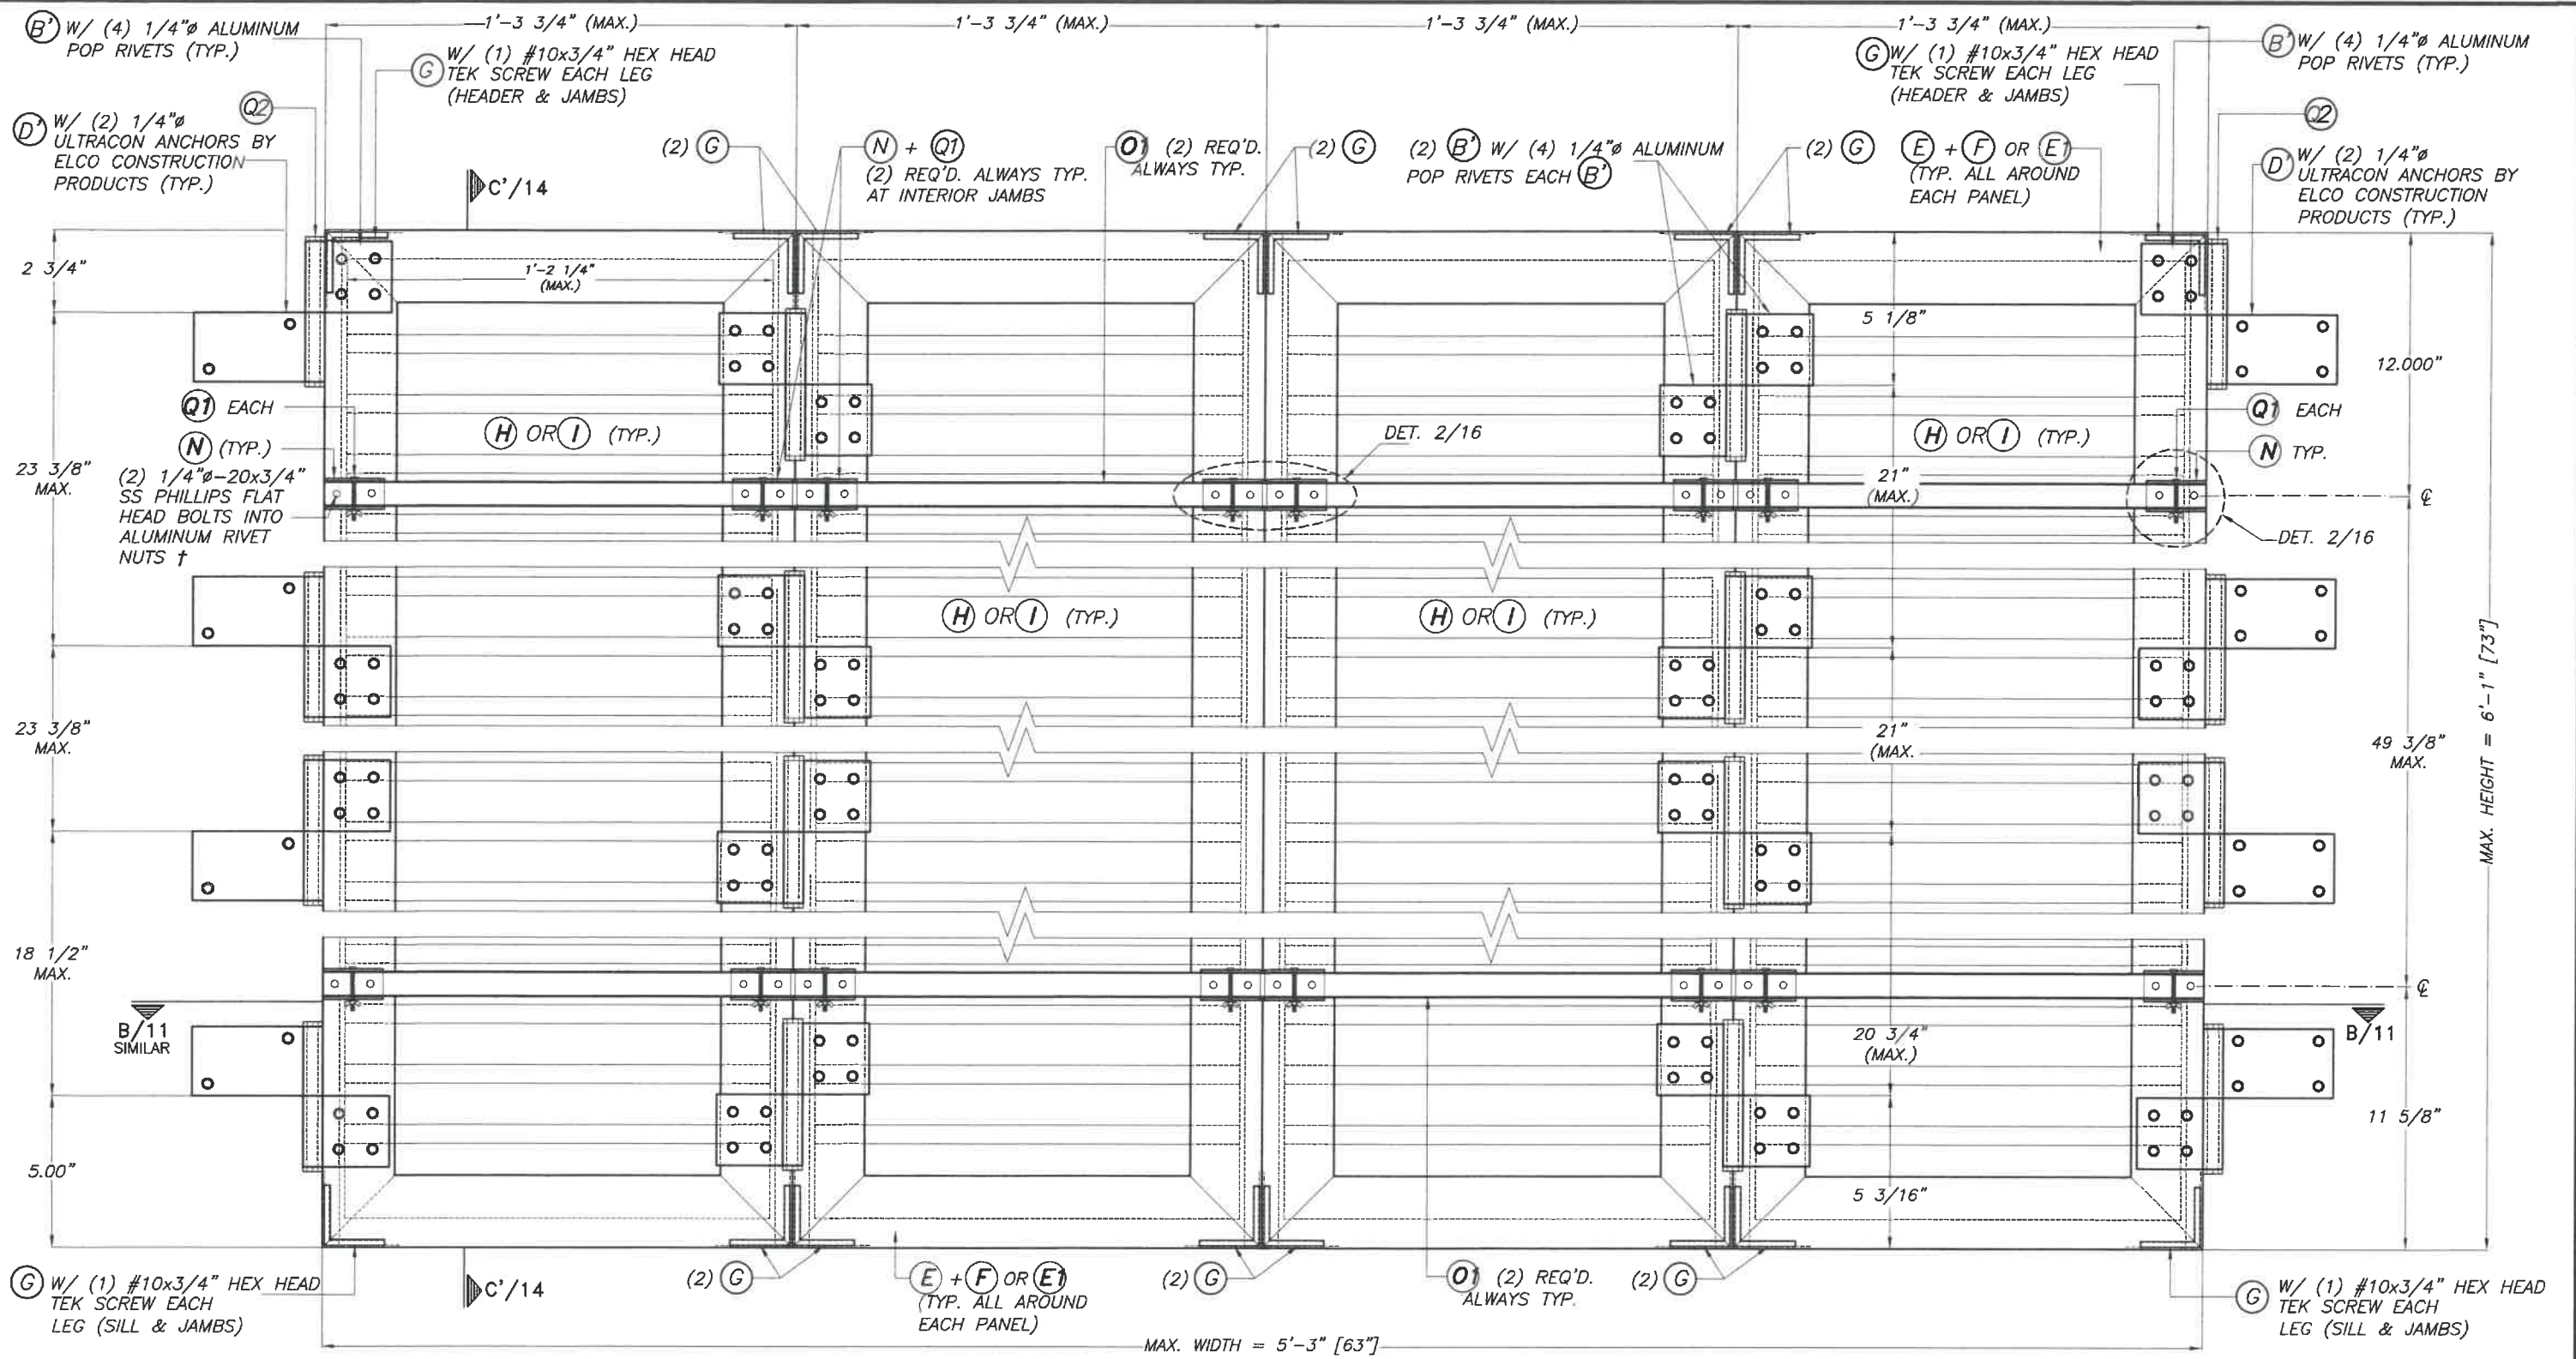 1'-3 3/4" (MAX.)
1'-3 3/4" (MAX.)
1'-3 3/4" (MAX.)
1'-3 3/4" (MAX.)
B' W/ (4) 1/4"ø ALUMINUM
POP RIVETS (TYP.)
G W/ (1) #10x3/4" HEX HEAD
TEK SCREW EACH LEG
(HEADER & JAMBS)
G W/ (1) #10x3/4" HEX HEAD
TEK SCREW EACH LEG
(HEADER & JAMBS)
B' W/ (4) 1/4"ø ALUMINUM
POP RIVETS (TYP.)
Q2
D' W/ (2) 1/4"ø
ULTRACON ANCHORS BY
ELCO CONSTRUCTION
PRODUCTS (TYP.)
C'/14
(2) G
N + Q1
(2) REQ'D. ALWAYS TYP.
AT INTERIOR JAMBS
O1 (2) REQ'D.
ALWAYS TYP.
(2) G
(2) B' W/ (4) 1/4"ø ALUMINUM
POP RIVETS EACH B'
(2) G
E + F OR E1
(TYP. ALL AROUND
EACH PANEL)
Q2
D' W/ (2) 1/4"ø
ULTRACON ANCHORS BY
ELCO CONSTRUCTION
PRODUCTS (TYP.)
2 3/4"
1'-2 1/4"
(MAX.)
5 1/8"
12.000"
Q1 EACH
N (TYP.)
(2) 1/4"ø-20x3/4"
SS PHILLIPS FLAT
HEAD BOLTS INTO
ALUMINUM RIVET
NUTS †
23 3/8"
MAX.
H OR I (TYP.)
DET. 2/16
H OR I (TYP.)
Q1 EACH
N TYP.
21"
(MAX.)
℄
DET. 2/16
H OR I (TYP.)
H OR I (TYP.)
MAX. HEIGHT = 6'-1" [73"]
23 3/8"
MAX.
21"
(MAX.
49 3/8"
MAX.
18 1/2"
MAX.
℄
B/11
SIMILAR
B/11
20 3/4"
(MAX.)
11 5/8"
5.00"
5 3/16"
G W/ (1) #10x3/4" HEX HEAD
TEK SCREW EACH
LEG (SILL & JAMBS)
C'/14
(2) G
E + F OR E1
(TYP. ALL AROUND
EACH PANEL)
(2) G
O1 (2) REQ'D.
ALWAYS TYP.
(2) G
G W/ (1) #10x3/4" HEX HEAD
TEK SCREW EACH
LEG (SILL & JAMBS)
MAX. WIDTH = 5'-3" [63"]